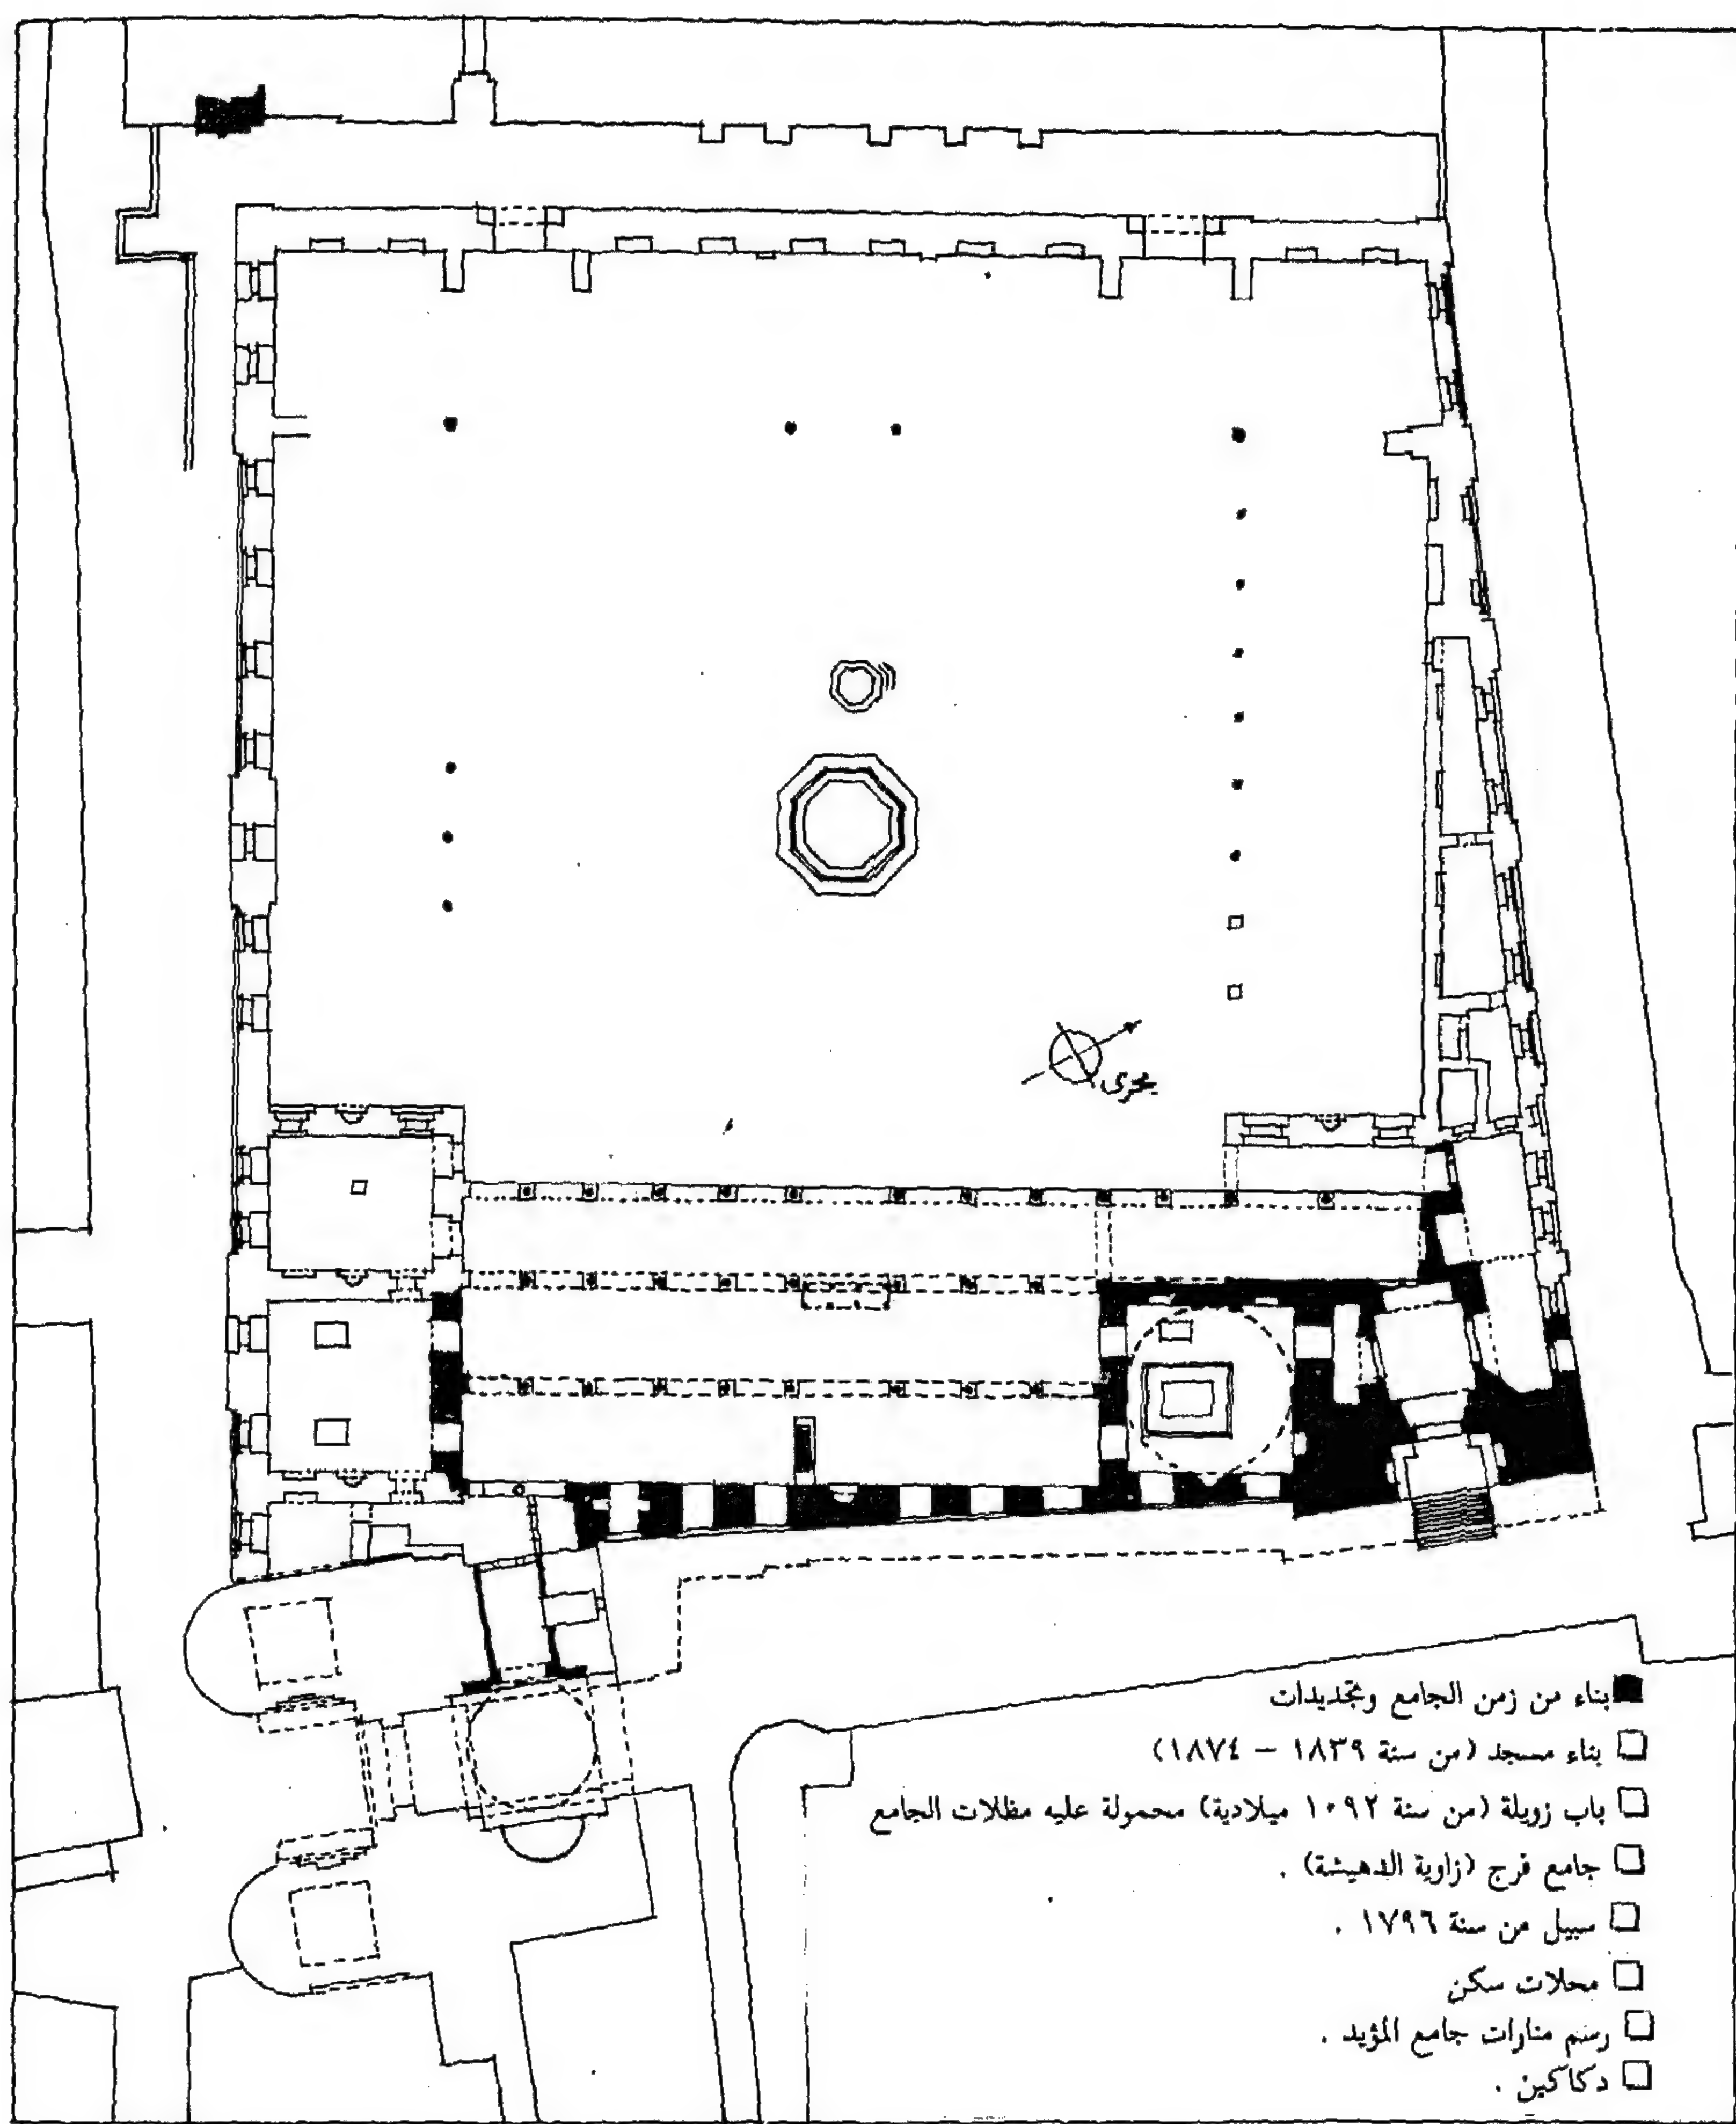 بحرى
بناء من زمن الجامع وتجديدات
بناء مسجد (من سنة ١٨٣٩ – ١٨٧٤)
باب زويلة (من سنة ١٠٩٢ ميلادية) محمولة عليه مظلات الجامع
جامع فرج (زاوية الدهيشة) .
سبيل من سنة ١٧٩٦ .
محلات سكن
رسم منارات جامع المؤيد .
دكاكين .